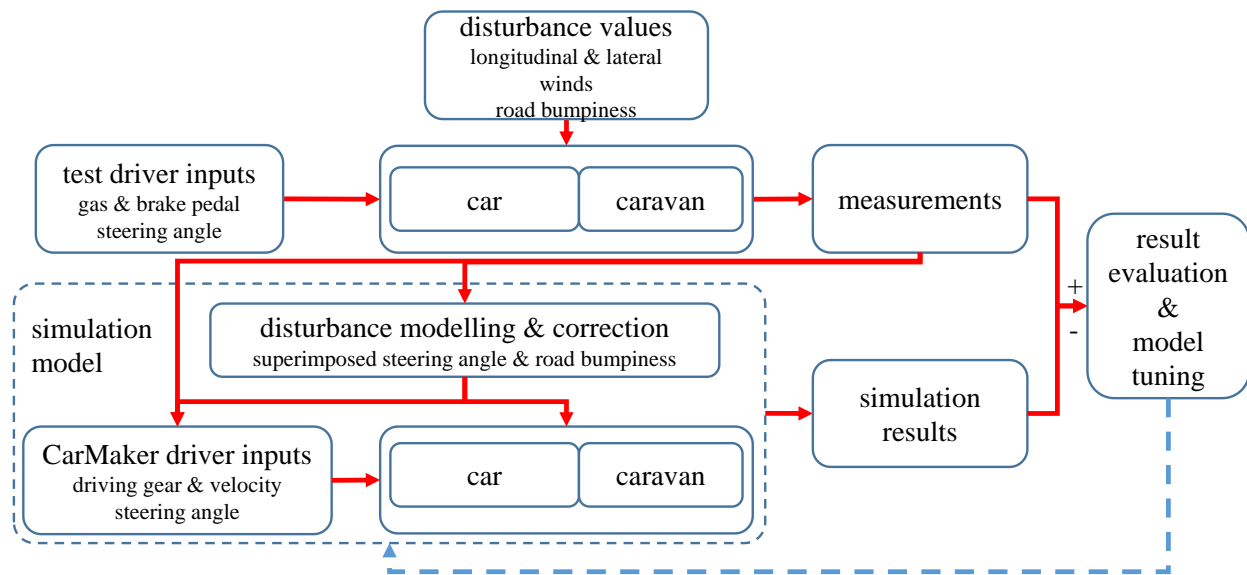 disturbance values
longitudinal & lateral
winds
road bumpiness
test driver inputs
gas & brake pedal
steering angle
car
caravan
measurements
result
evaluation
&
model
tuning
+
-
simulation
model
disturbance modelling & correction
superimposed steering angle & road bumpiness
simulation
results
CarMaker driver inputs
driving gear & velocity
steering angle
car
caravan